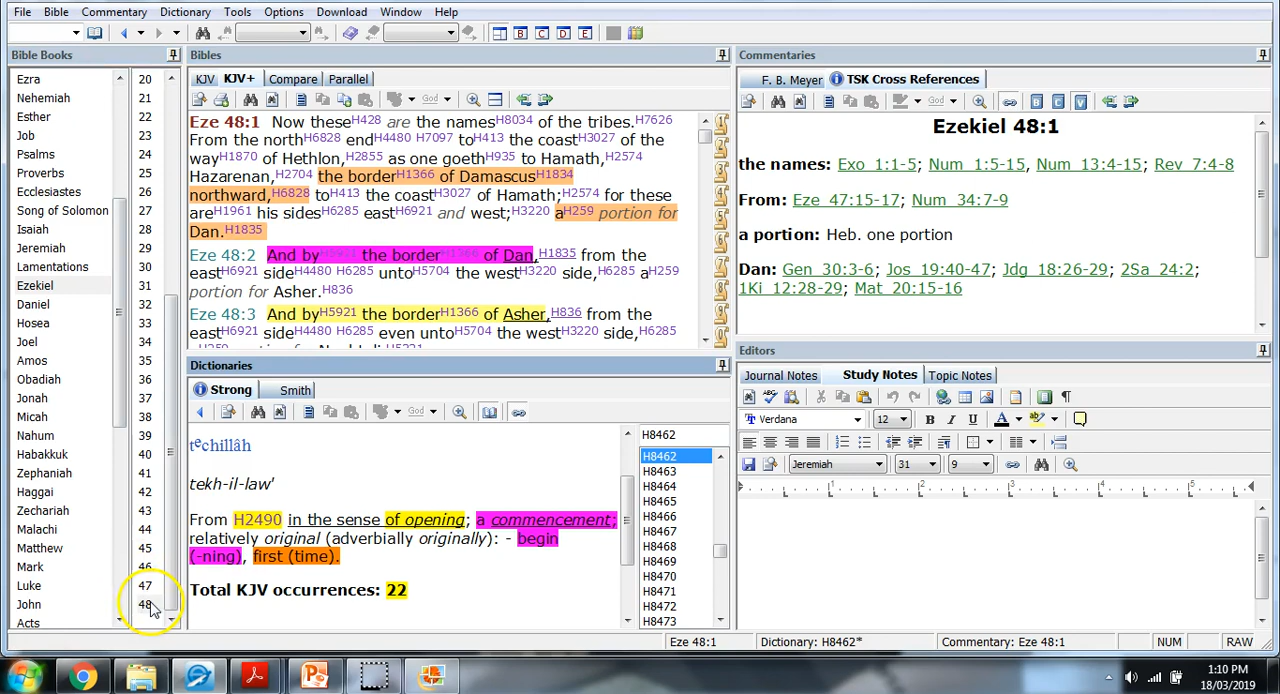 File Bible Commentary Dictionary Tools Options Download Window Help
B C D E
Bible Books
Ezra
Nehemiah
Esther
Job
Psalms
Proverbs
Ecclesiastes
Song of Solomon
Isaiah
Jeremiah
Lamentations
Ezekiel
Daniel
Hosea
Joel
Amos
Obadiah
Jonah
Micah
Nahum
Habakkuk
Zephaniah
Haggai
Zechariah
Malachi
Matthew
Mark
Luke
John
Acts
20
21
22
23
24
25
26
27
28
29
30
31
32
33
34
35
36
37
38
39
40
41
42
43
44
45
46
47
48
Bibles
KJV KJV+ Compare Parallel
God
Eze 48:1 Now theseH428 are the namesH8034 of the tribes.H7626
From the northH6828 endH4480 H7097 toH413 the coastH3027 of the
wayH1870 of Hethlon,H2855 as one goethH935 to Hamath,H2574
Hazarenan,H2704 the borderH1366 of DamascusH1834
northward,H6828 toH413 the coastH3027 of Hamath;H2574 for these
areH1961 his sidesH6285 eastH6921 and west;H3220 aH259 portion for
Dan.H1835
Eze 48:2 And byH5921 the borderH1366 of Dan,H1835 from the
eastH6921 sideH4480 H6285 untoH5704 the westH3220 side,H6285 aH259
portion for Asher.H836
Eze 48:3 And byH5921 the borderH1366 of Asher,H836 from the
eastH6921 sideH4480 H6285 even untoH5704 the westH3220 side,H6285
Dictionaries
Strong Smith
God
techillâh
tekh-il-law'
From H2490 in the sense of opening; a commencement;
relatively original (adverbially originally): - begin
(-ning), first (time).
Total KJV occurrences: 22
H8462
H8462
H8463
H8464
H8465
H8466
H8467
H8468
H8469
H8470
H8471
H8472
H8473
Commentaries
F. B. Meyer TSK Cross References
God B C V
Ezekiel 48:1
the names: Exo 1:1-5; Num 1:5-15, Num 13:4-15; Rev 7:4-8
From: Eze 47:15-17; Num 34:7-9
a portion: Heb. one portion
Dan: Gen 30:3-6; Jos 19:40-47; Jdg 18:26-29; 2Sa 24:2;
1Ki 12:28-29; Mat 20:15-16
Editors
Journal Notes Study Notes Topic Notes
Verdana 12 B I U A
Jeremiah 31 9
1 2 3 4 5
Eze 48:1 Dictionary: H8462* Commentary: Eze 48:1 NUM RAW
1:10 PM
18/03/2019